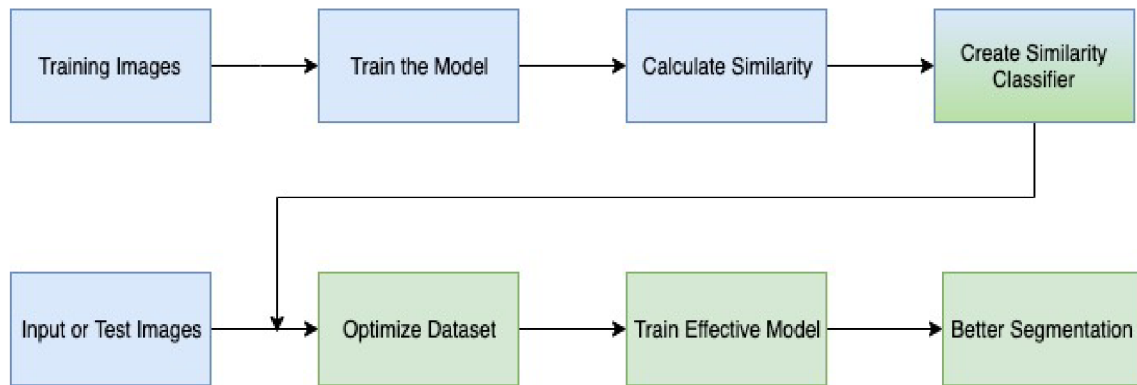 Training Images
Train the Model
Calculate Similarity
Create Similarity
Classifier
Input or Test Images
Optimize Dataset
Train Effective Model
Better Segmentation